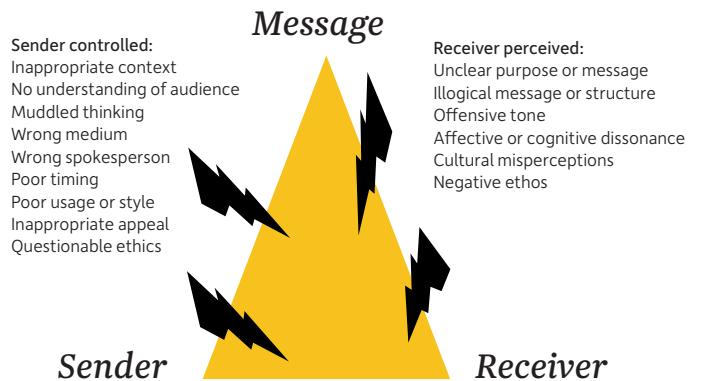 Message
Sender controlled:
Inappropriate context
No understanding of audience
Muddled thinking
Wrong medium
Wrong spokesperson
Poor timing
Poor usage or style
Inappropriate appeal
Questionable ethics
Receiver perceived:
Unclear purpose or message
Illogical message or structure
Offensive tone
Affective or cognitive dissonance
Cultural misperceptions
Negative ethos
Sender
Receiver